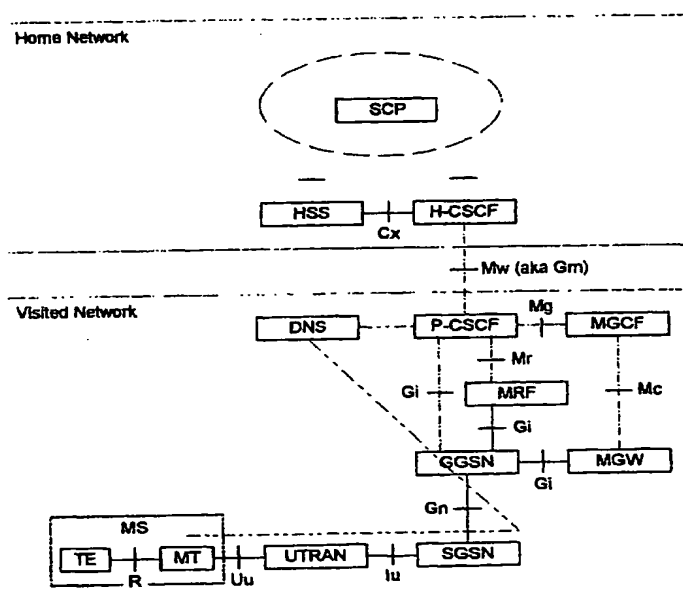 Home Network
SCP
HSS
H-CSCF
Cx
Mw (aka Gm)
Visited Network
Mg
DNS
P-CSCF
MGCF
Mr
Gi
MRF
Mc
Gi
GGSN
MGW
Gi
Gn
MS
TE
MT
UTRAN
SGSN
R
Uu
Iu